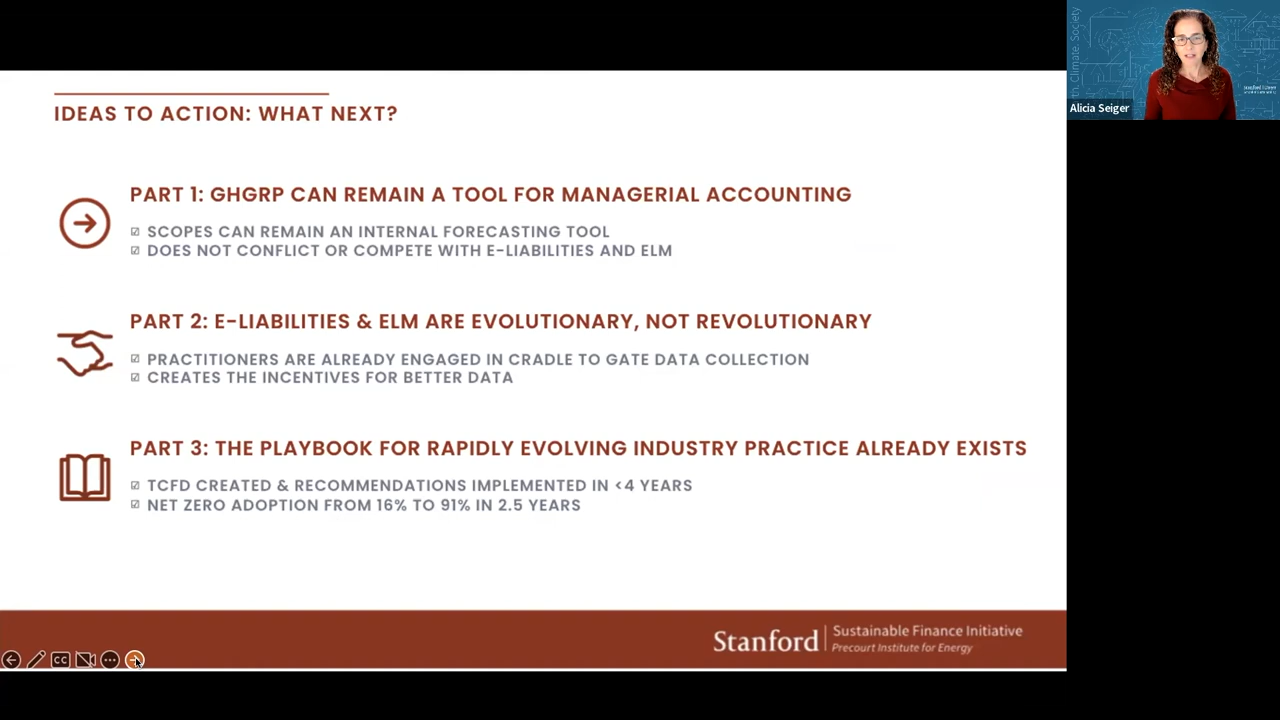 IDEAS TO ACTION: WHAT NEXT?
PART 1: GHGRP CAN REMAIN A TOOL FOR MANAGERIAL ACCOUNTING
SCOPES CAN REMAIN AN INTERNAL FORECASTING TOOL
DOES NOT CONFLICT OR COMPETE WITH E-LIABILITIES AND ELM
PART 2: E-LIABILITIES & ELM ARE EVOLUTIONARY, NOT REVOLUTIONARY
PRACTITIONERS ARE ALREADY ENGAGED IN CRADLE TO GATE DATA COLLECTION
CREATES THE INCENTIVES FOR BETTER DATA
PART 3: THE PLAYBOOK FOR RAPIDLY EVOLVING INDUSTRY PRACTICE ALREADY EXISTS
TCFD CREATED & RECOMMENDATIONS IMPLEMENTED IN <4 YEARS
NET ZERO ADOPTION FROM 16% TO 91% IN 2.5 YEARS
Stanford
Sustainable Finance Initiative
Precourt Institute for Energy
CC
Climate. Society
Alicia Seiger